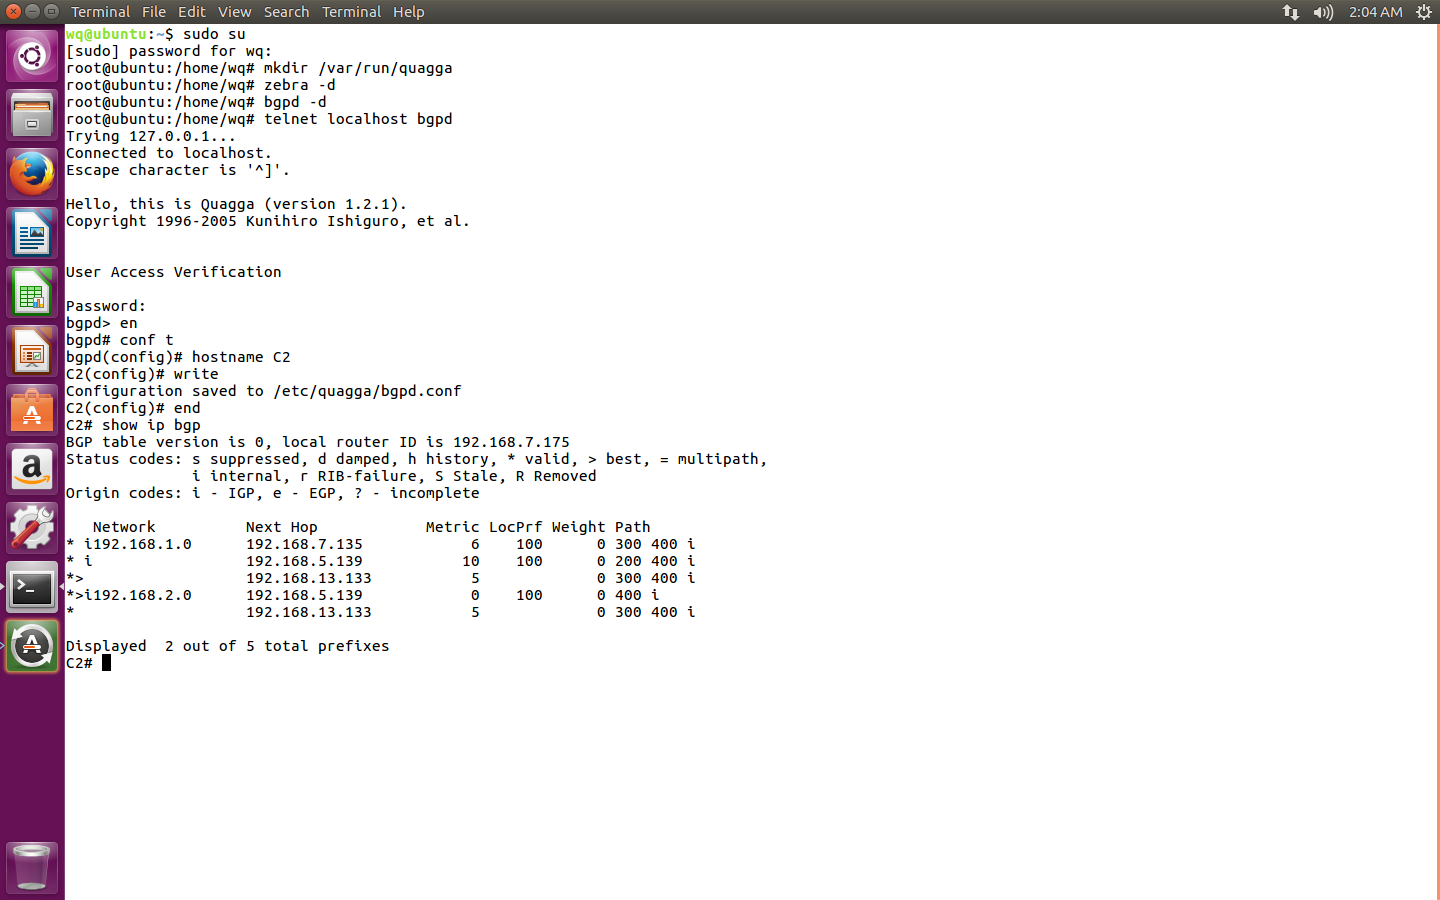 Terminal File Edit View Search Terminal Help 2:04 AM
wq@ubuntu:~$ sudo su
[sudo] password for wq:
root@ubuntu:/home/wq# mkdir /var/run/quagga
root@ubuntu:/home/wq# zebra -d
root@ubuntu:/home/wq# bgpd -d
root@ubuntu:/home/wq# telnet localhost bgpd
Trying 127.0.0.1...
Connected to localhost.
Escape character is '^]'.
Hello, this is Quagga (version 1.2.1).
Copyright 1996-2005 Kunihiro Ishiguro, et al.
User Access Verification
Password:
bgpd> en
bgpd# conf t
bgpd(config)# hostname C2
C2(config)# write
Configuration saved to /etc/quagga/bgpd.conf
C2(config)# end
C2# show ip bgp
BGP table version is 0, local router ID is 192.168.7.175
Status codes: s suppressed, d damped, h history, * valid, > best, = multipath,
              i internal, r RIB-failure, S Stale, R Removed
Origin codes: i - IGP, e - EGP, ? - incomplete
   Network          Next Hop            Metric LocPrf Weight Path
* i192.168.1.0      192.168.7.135            6    100      0 300 400 i
* i                 192.168.5.139           10    100      0 200 400 i
*>                  192.168.13.133           5             0 300 400 i
*>i192.168.2.0      192.168.5.139            0    100      0 400 i
*                   192.168.13.133           5             0 300 400 i
Displayed  2 out of 5 total prefixes
C2#